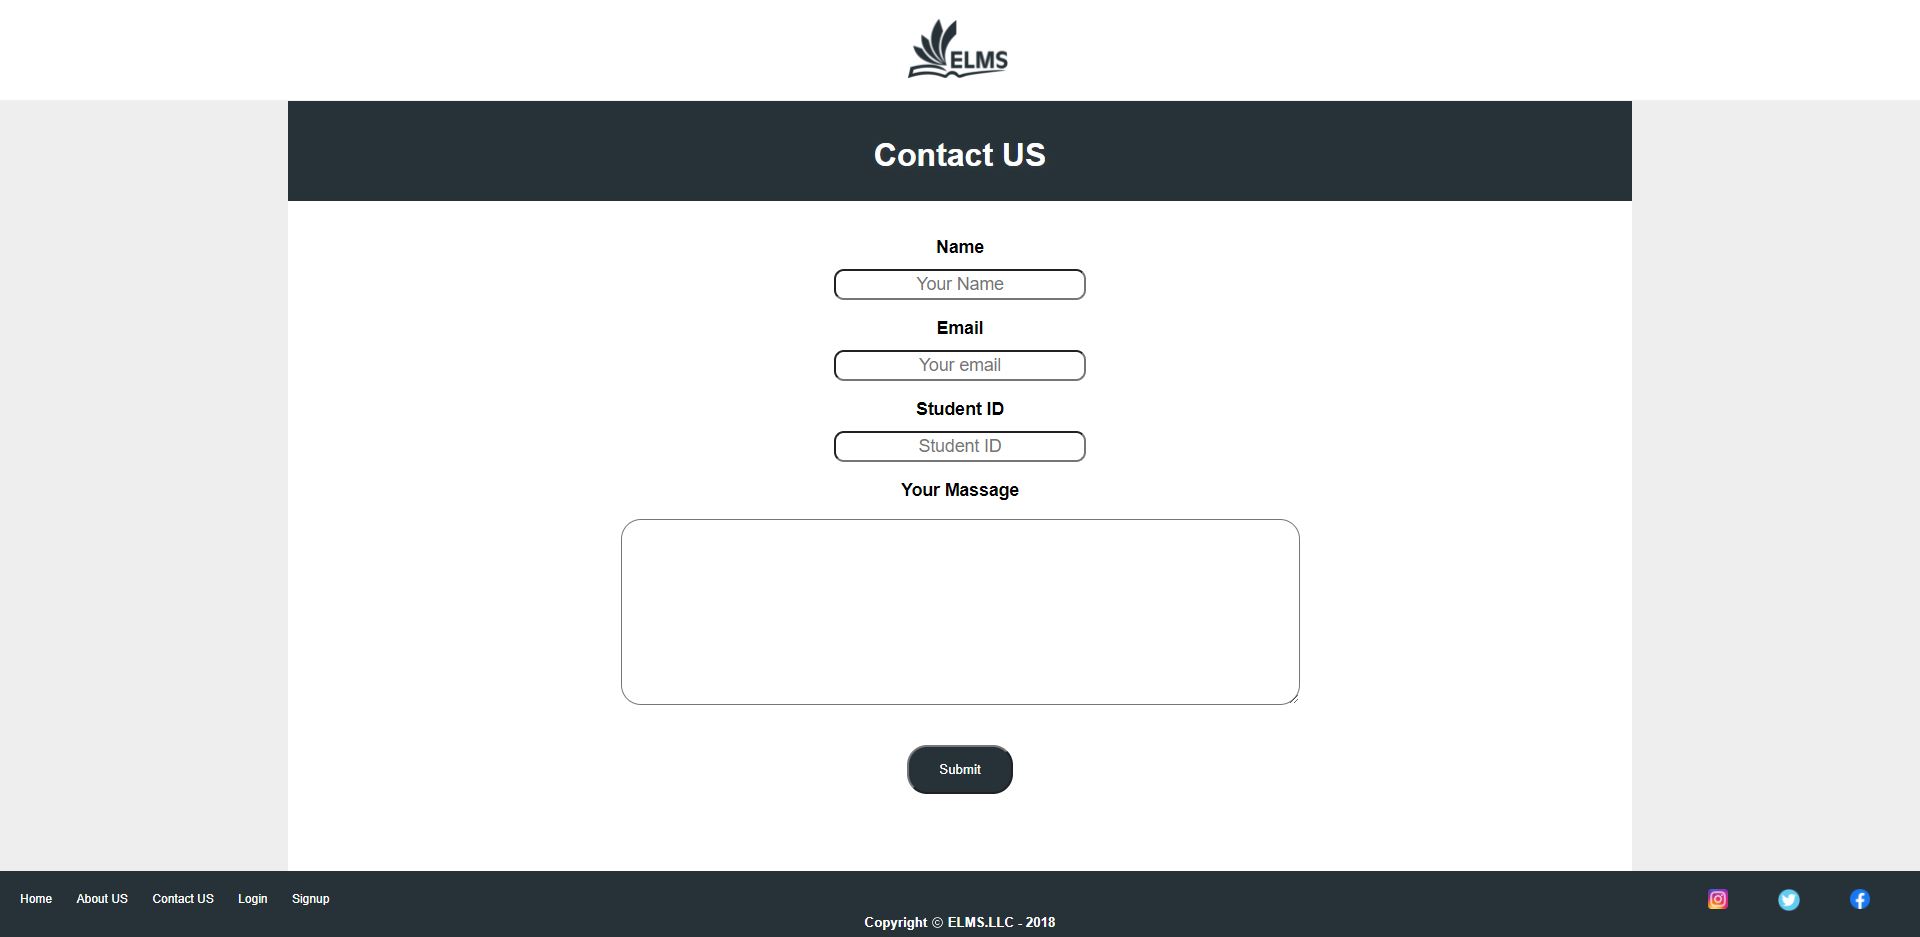 ELMS
Contact US
Name
Your Name
Email
Your email
Student ID
Student ID
Your Massage
Submit
Home About US Contact US Login Signup
Copyright © ELMS.LLC - 2018